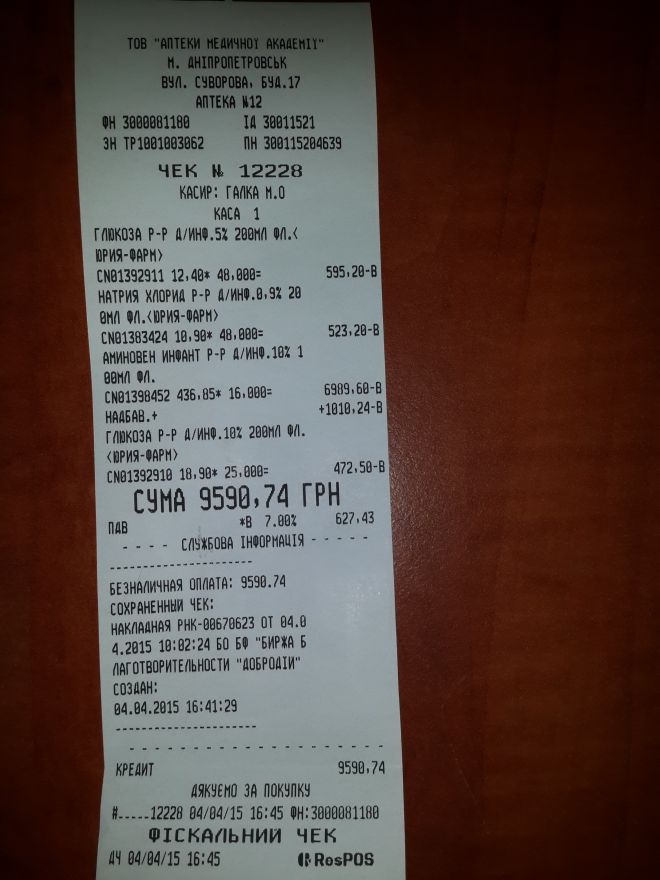 ТОВ "АПТЕКИ МЕДИЧНОЇ АКАДЕМІЇ"
М. ДНІПРОПЕТРОВСЬК
ВУЛ. СУВОРОВА, БУД.17
АПТЕКА №12
ФН 3000081180 ІД 30011521
ЗН ТР1001003062 ПН 300115204639
ЧЕК № 12228
КАСИР: ГАЛКА М.О
КАСА 1
ГЛЮКОЗА Р-Р Д/ИНФ.5% 200МЛ ФЛ.<
ЮРИЯ-ФАРМ>
CN01392911 12,40* 48,000= 595,20-В
НАТРИЯ ХЛОРИД Р-Р Д/ИНФ.0,9% 20
0МЛ ФЛ.<ЮРИЯ-ФАРМ>
CN01383424 10,90* 48,000= 523,20-В
АМИНОВЕН ИНФАНТ Р-Р Д/ИНФ.10% 1
00МЛ ФЛ.
CN01398452 436,85* 16,000= 6989,60-В
НАДБАВ.+ +1010,24-В
ГЛЮКОЗА Р-Р Д/ИНФ.10% 200МЛ ФЛ.
<ЮРИЯ-ФАРМ>
CN01392910 18,90* 25,000= 472,50-В
СУМА 9590,74 ГРН
ПДВ *В 7.00% 627,43
- - - - СЛУЖБОВА ІНФОРМАЦІЯ - - - - -
----------------------
БЕЗНАЛИЧНАЯ ОПЛАТА: 9590.74
СОХРАНЕННЫЙ ЧЕК:
НАКЛАДНАЯ РНК-00670623 ОТ 04.0
4.2015 10:02:24 БО БФ "БИРЖА Б
ЛАГОТВОРИТЕЛЬНОСТИ "ДОБРОДІЙ"
СОЗДАН:
04.04.2015 16:41:29
----------------------
- - - - - - - - - - - - - - - - - - -
КРЕДИТ 9590,74
ДЯКУЄМО ЗА ПОКУПКУ
#.....12228 04/04/15 16:45 ФН:3000081180
ФІСКАЛЬНИЙ ЧЕК
ДЧ 04/04/15 16:45 ResPOS